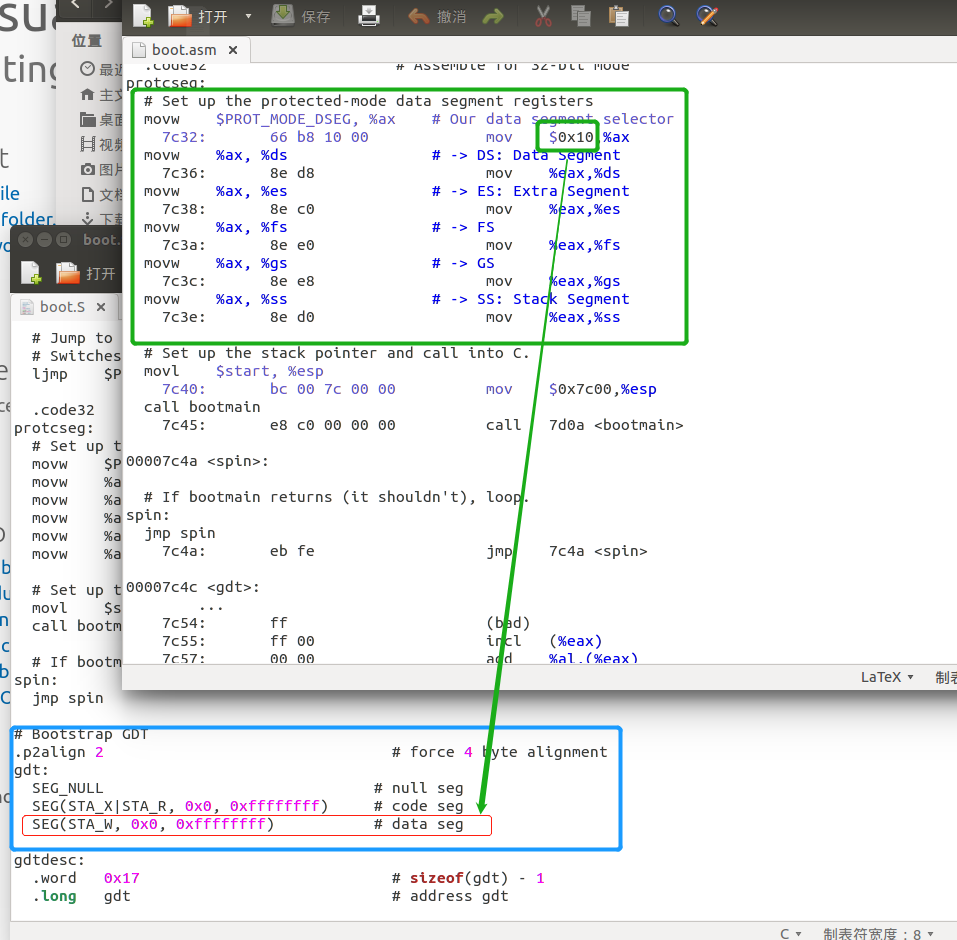 sua
ting
t
ile
folder.
位置
最近
主文
桌面
视频
图片
文档
下载
打开
保存
撤消
boot.asm
.code32 # Assemble for 32-bit mode
protcseg:
# Set up the protected-mode data segment registers
movw $PROT_MODE_DSEG, %ax # Our data segment selector
7c32: 66 b8 10 00 mov $0x10,%ax
movw %ax, %ds # -> DS: Data Segment
7c36: 8e d8 mov %eax,%ds
movw %ax, %es # -> ES: Extra Segment
7c38: 8e c0 mov %eax,%es
movw %ax, %fs # -> FS
7c3a: 8e e0 mov %eax,%fs
movw %ax, %gs # -> GS
7c3c: 8e e8 mov %eax,%gs
movw %ax, %ss # -> SS: Stack Segment
7c3e: 8e d0 mov %eax,%ss
# Set up the stack pointer and call into C.
movl $start, %esp
7c40: bc 00 7c 00 00 mov $0x7c00,%esp
call bootmain
7c45: e8 c0 00 00 00 call 7d0a <bootmain>
00007c4a <spin>:
# If bootmain returns (it shouldn't), loop.
spin:
jmp spin
7c4a: eb fe jmp 7c4a <spin>
00007c4c <gdt>:
...
7c54: ff (bad)
7c55: ff 00 incl (%eax)
7c57: 00 00 add %al,(%eax)
LaTeX 制表
boot.
打开
boot.S
# Jump to
# Switches
ljmp $P
.code32
protcseg:
# Set up t
movw $P
movw %a
movw %a
movw %a
movw %a
movw %a
# Set up t
movl $s
call bootm
# If bootm
spin:
jmp spin
# Bootstrap GDT
.p2align 2 # force 4 byte alignment
gdt:
SEG_NULL # null seg
SEG(STA_X|STA_R, 0x0, 0xffffffff) # code seg
SEG(STA_W, 0x0, 0xffffffff) # data seg
gdtdesc:
.word 0x17 # sizeof(gdt) - 1
.long gdt # address gdt
C 制表符宽度：8